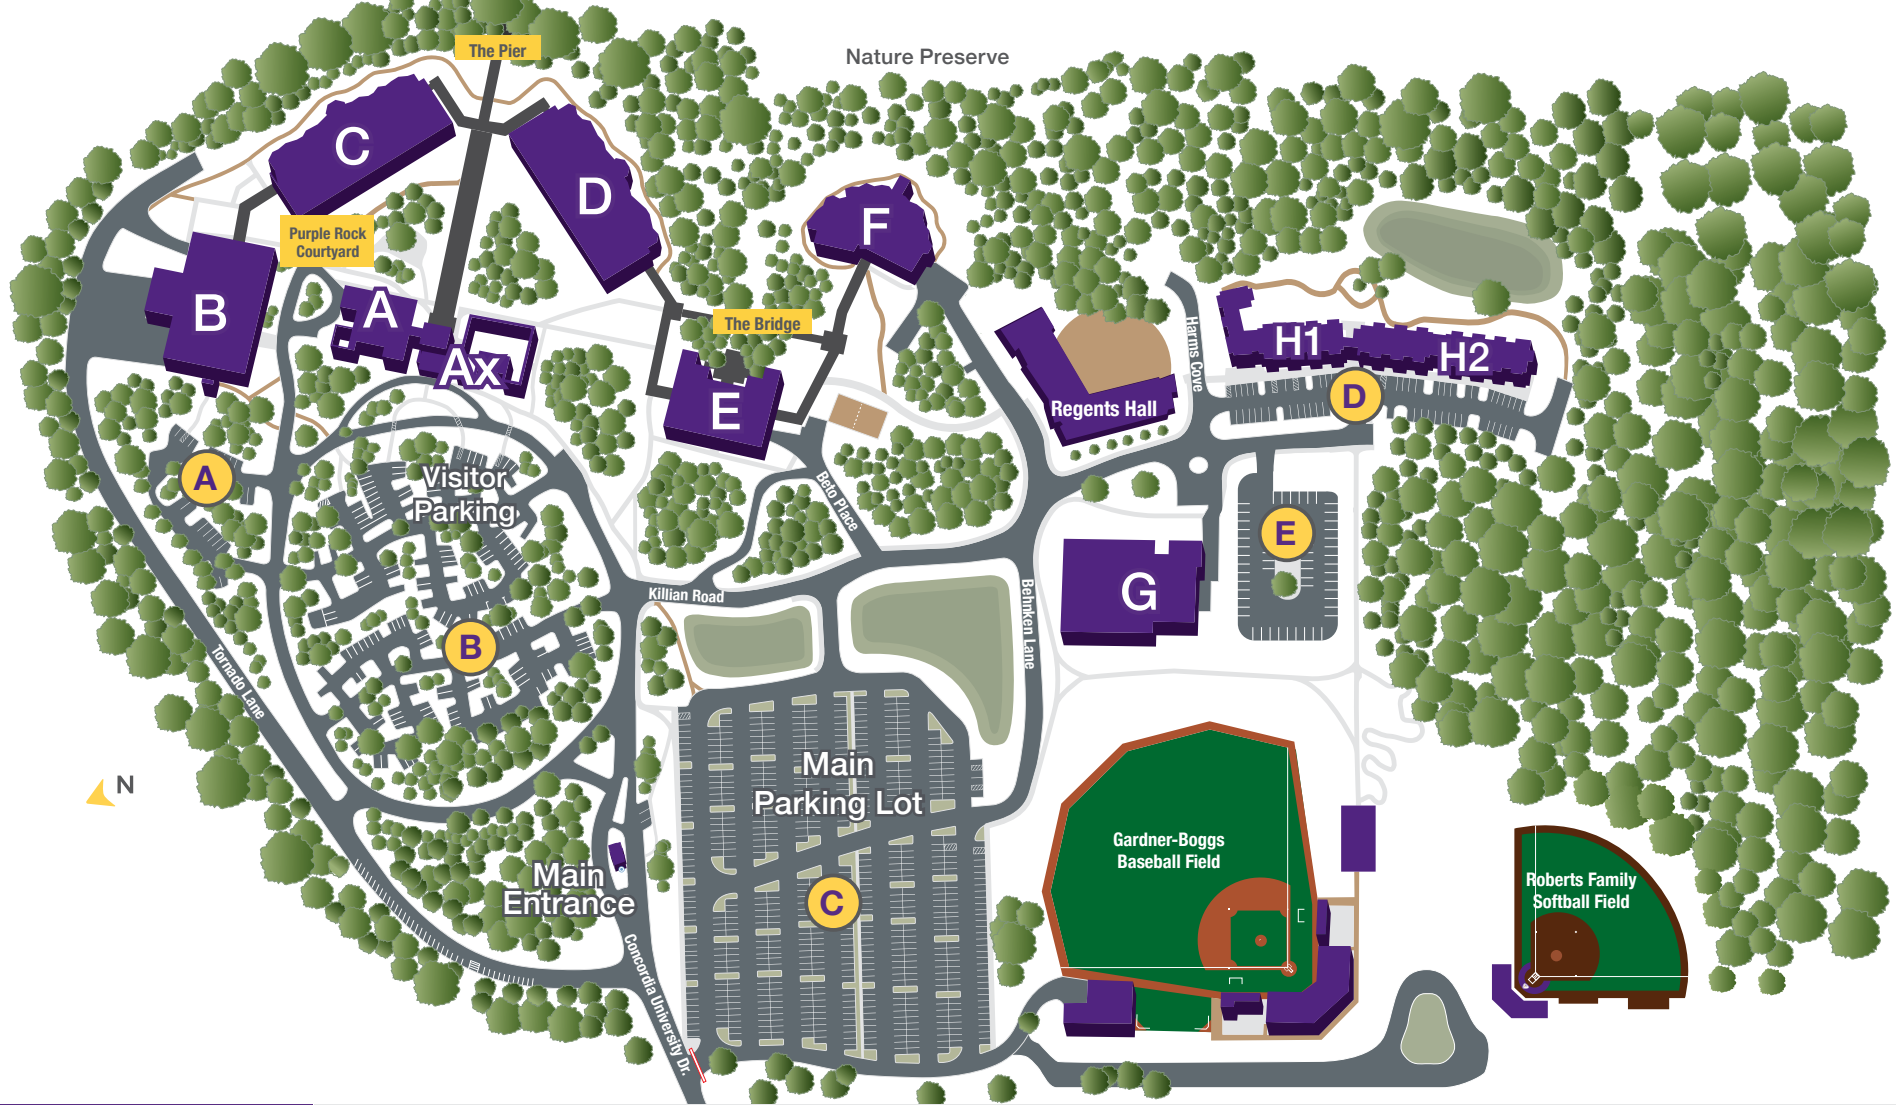 The Pier
Nature Preserve
C
D
F
Purple Rock
Courtyard
B
A
Ax
The Bridge
E
Regents Hall
Harms Cove
H1
H2
D
A
Visitor
Parking
Beto Place
E
G
Killian Road
Behnken Lane
B
Tornado Lane
N
Main
Parking Lot
Gardner-Boggs
Baseball Field
Main
Entrance
C
Roberts Family
Softball Field
Concordia University Dr.